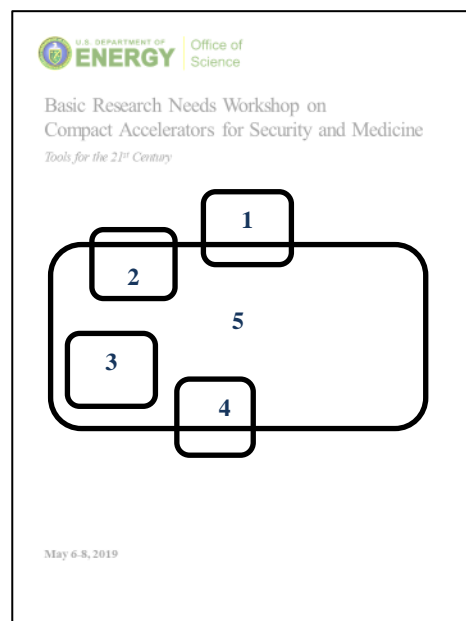 U.S. DEPARTMENT OF
ENERGY
Office of
Science
Basic Research Needs Workshop on
Compact Accelerators for Security and Medicine
Tools for the 21st Century
1
2
5
3
4
May 6-8, 2019